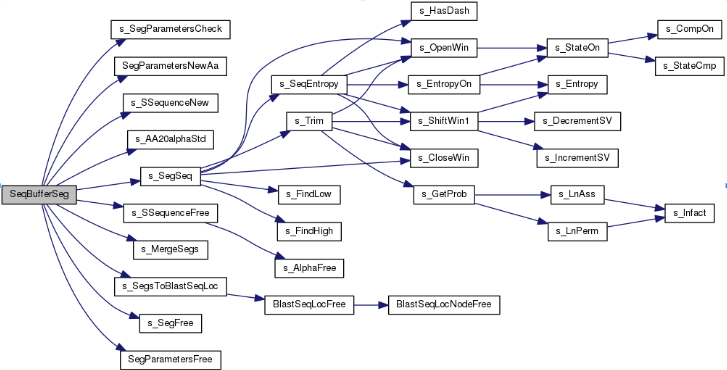 SeqBufferSeg
s_SegParametersCheck
SegParametersNewAa
s_SSequenceNew
s_AA20alphaStd
s_SegSeq
s_SSequenceFree
s_MergeSegs
s_SegsToBlastSeqLoc
s_SegFree
SegParametersFree
s_SeqEntropy
s_Trim
s_FindLow
s_FindHigh
s_AlphaFree
BlastSeqLocFree
s_HasDash
s_OpenWin
s_EntropyOn
s_ShiftWin1
s_CloseWin
s_GetProb
BlastSeqLocNodeFree
s_StateOn
s_Entropy
s_DecrementSV
s_IncrementSV
s_LnAss
s_LnPerm
s_CompOn
s_StateCmp
s_lnfact